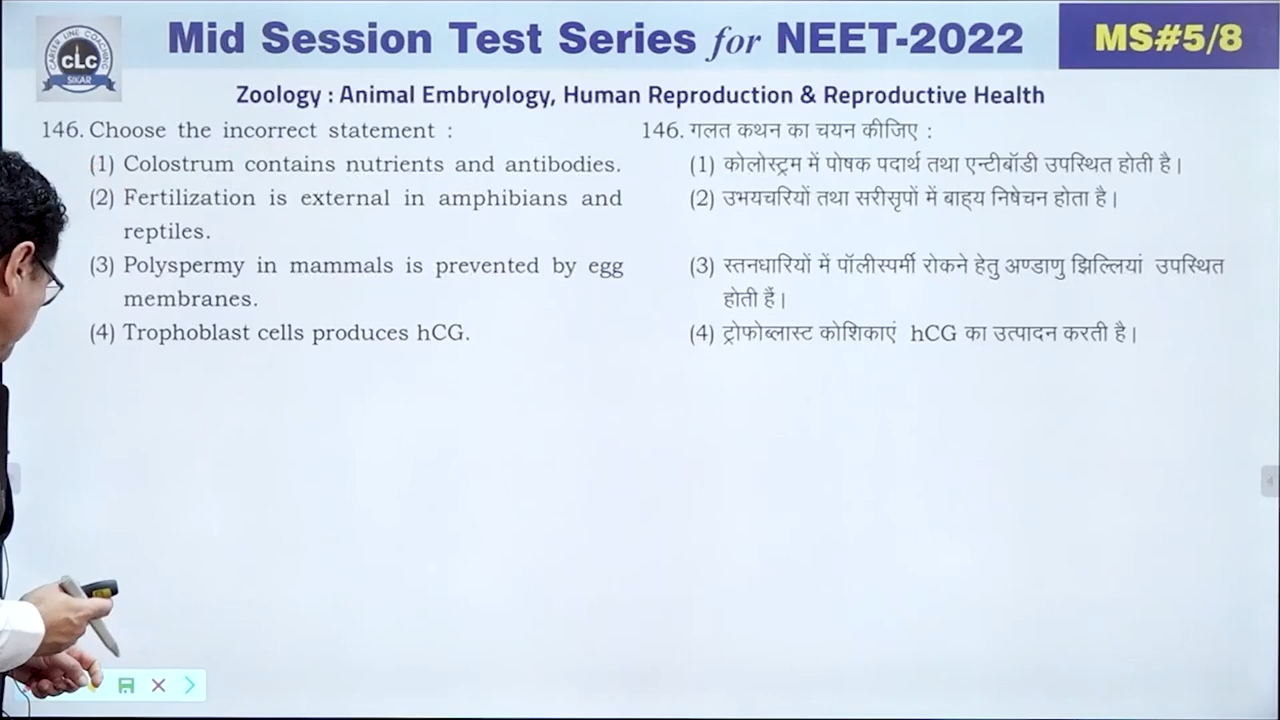 Mid Session Test Series for NEET-2022
MS#5/8
CAREER LINE COACHING
CLC
SIKAR
Zoology : Animal Embryology, Human Reproduction & Reproductive Health
146. Choose the incorrect statement :
(1) Colostrum contains nutrients and antibodies.
(2) Fertilization is external in amphibians and
reptiles.
(3) Polyspermy in mammals is prevented by egg
membranes.
(4) Trophoblast cells produces hCG.
146. गलत कथन का चयन कीजिए :
(1) कोलोस्ट्रम में पोषक पदार्थ तथा एन्टीबॉडी उपस्थित होती है।
(2) उभयचरियों तथा सरीसृपों में बाह्य निषेचन होता है।
(3) स्तनधारियों में पॉलीस्पर्मी रोकने हेतु अण्डाणु झिल्लियां उपस्थित
होती हैं।
(4) ट्रोफोब्लास्ट कोशिकाएं hCG का उत्पादन करती है।